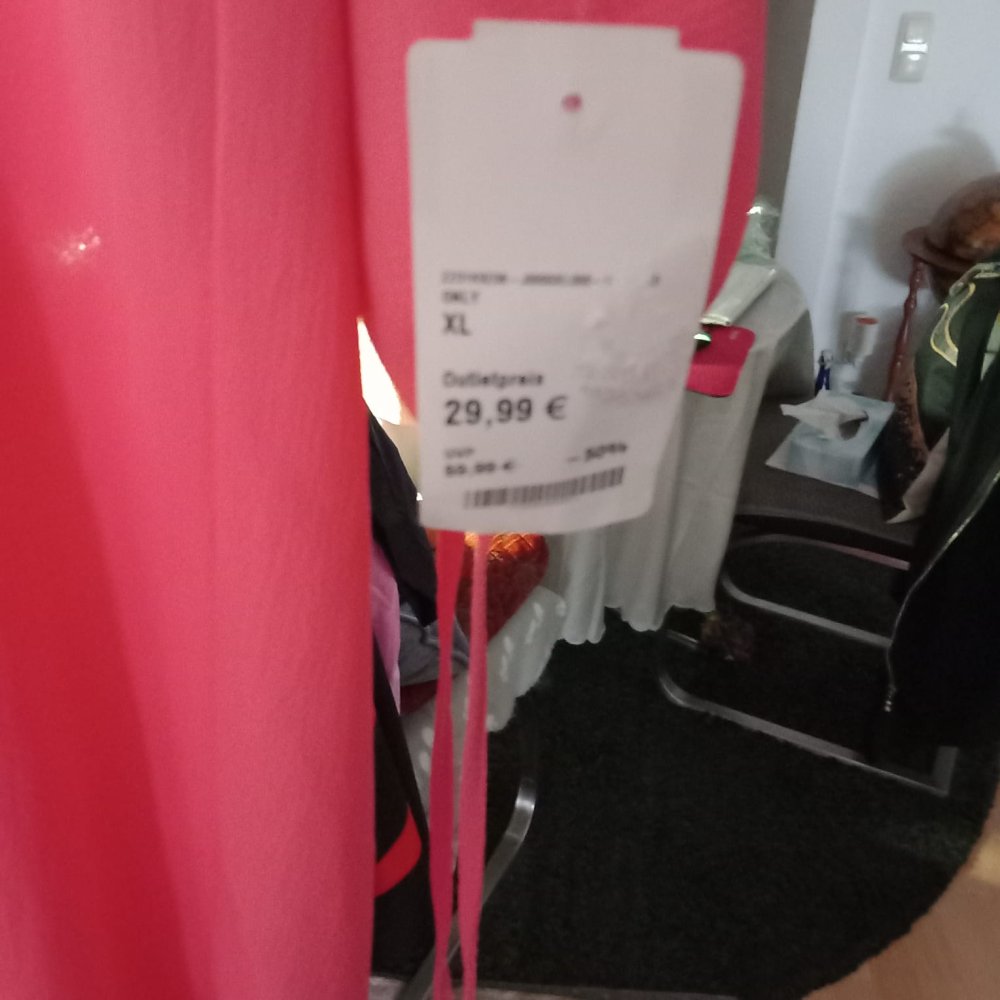 ONLY
XL
Outletpreis
29,99 €
UVP
59.99 € -50%